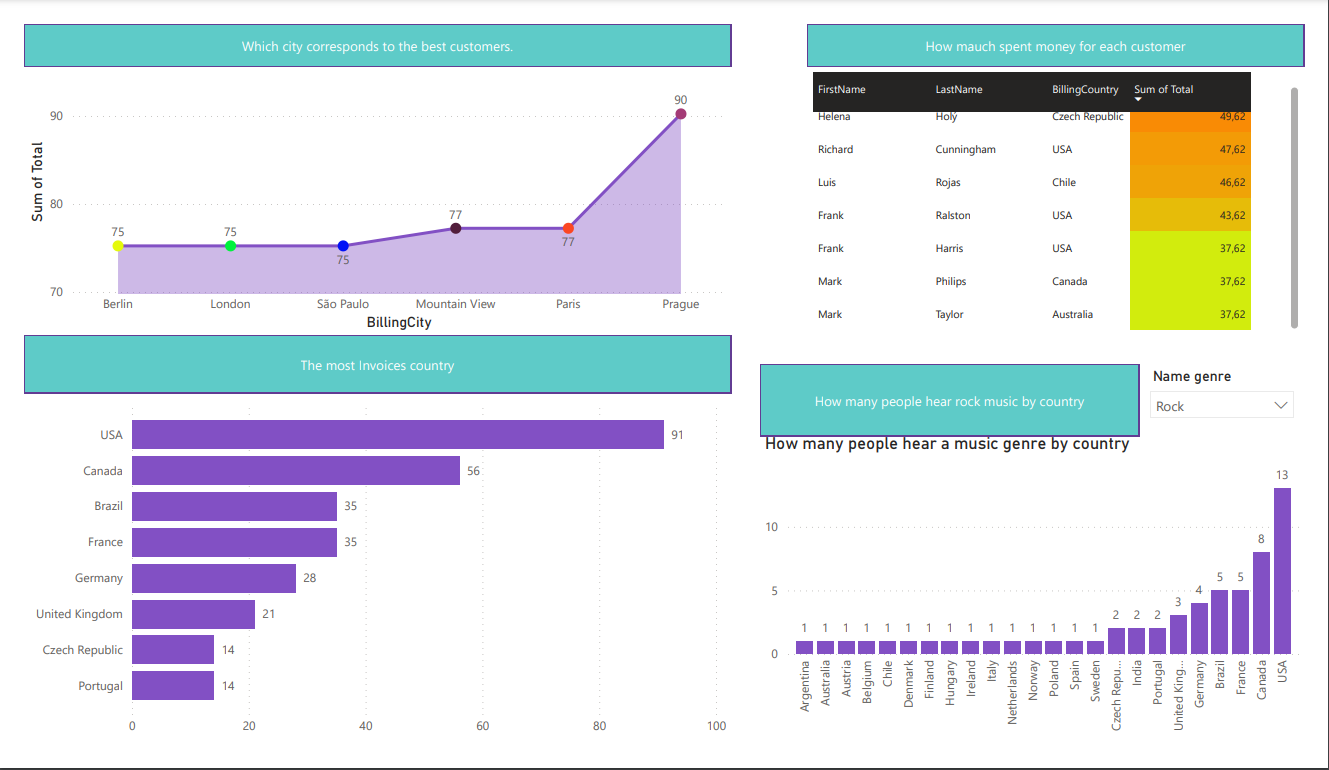 Which city corresponds to the best customers.
90
80
70
Sum of Total
75
75
75
77
77
90
Berlin
London
São Paulo
Mountain View
Paris
Prague
BillingCity
How mauch spent money for each customer
FirstName LastName BillingCountry Sum of Total
Helena Holý Czech Republic 49,62
Richard Cunningham USA 47,62
Luis Rojas Chile 46,62
Frank Ralston USA 43,62
Frank Harris USA 37,62
Mark Philips Canada 37,62
Mark Taylor Australia 37,62
The most Invoices country
USA 91
Canada 56
Brazil 35
France 35
Germany 28
United Kingdom 21
Czech Republic 14
Portugal 14
0 20 40 60 80 100
How many people hear rock music by country
Name genre
Rock
How many people hear a music genre by country
10
5
0
1 1 1 1 1 1 1 1 1 1 1 1 1 1 1 2 2 2 3 4 5 5 8 13
Argentina
Australia
Austria
Belgium
Chile
Denmark
Finland
Hungary
Ireland
Italy
Netherlands
Norway
Poland
Spain
Sweden
Czech Repu...
India
Portugal
United King...
Germany
Brazil
France
Canada
USA